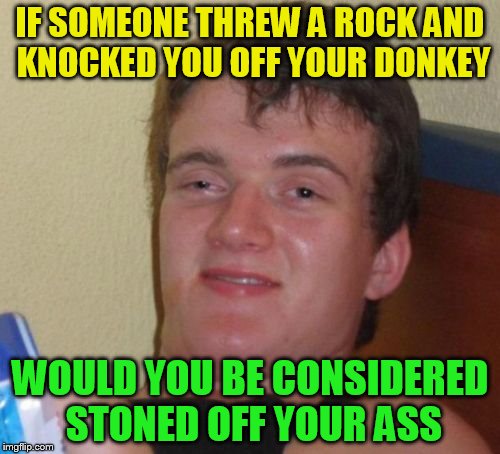 IF SOMEONE THREW A ROCK AND
KNOCKED YOU OFF YOUR DONKEY
WOULD YOU BE CONSIDERED
STONED OFF YOUR ASS
imgflip.com